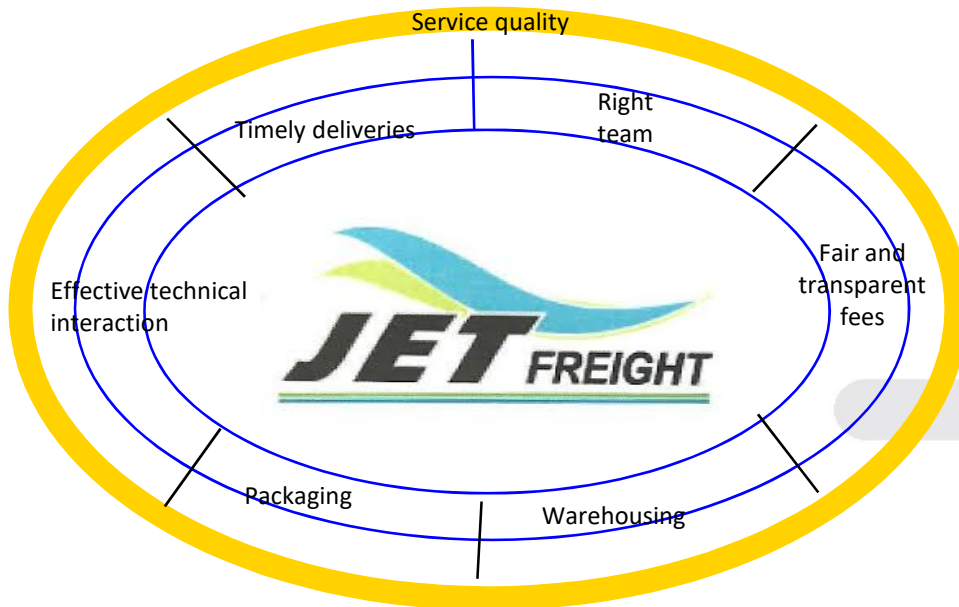 Service quality
Timely deliveries
Right
team
Effective technical
interaction
Fair and
transparent
fees
JET FREIGHT
Packaging
Warehousing